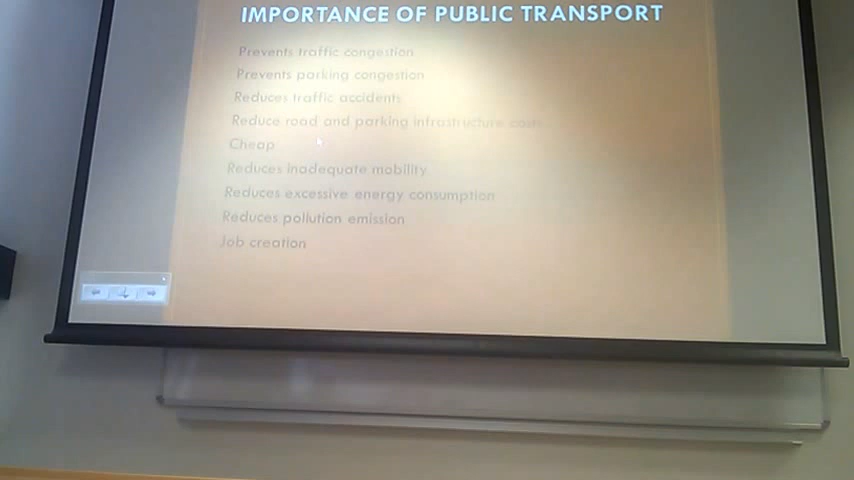 IMPORTANCE OF PUBLIC TRANSPORT
Prevents traffic congestion
Prevents parking congestion
Reduces traffic accidents
Reduce road and parking infrastructure costs
Cheap
Reduces inadequate mobility
Reduces excessive energy consumption
Reduces pollution emission
Job creation